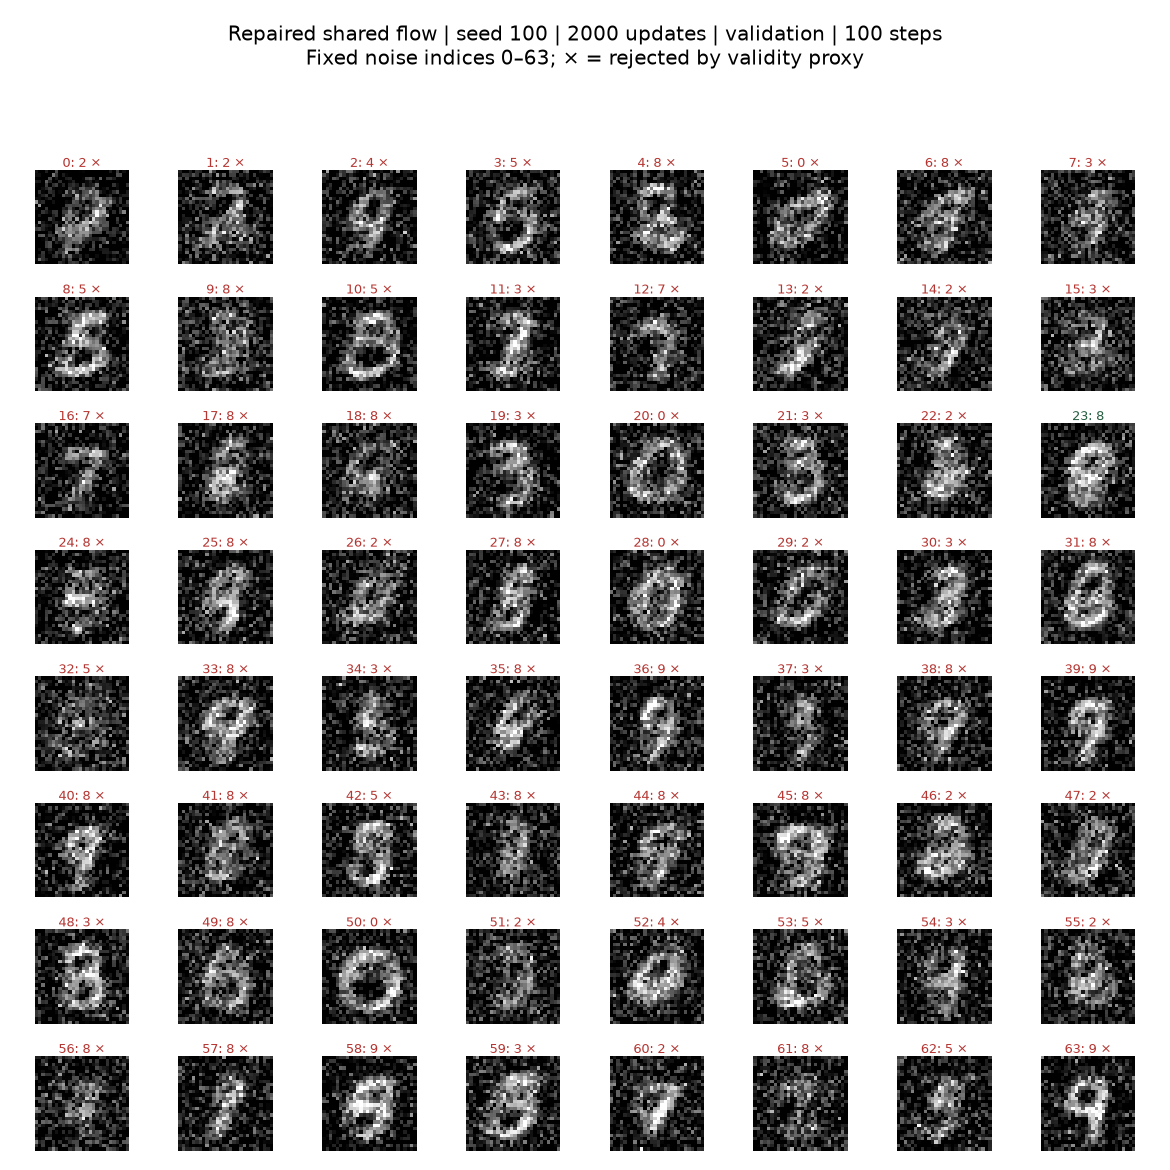 Repaired shared flow | seed 100 | 2000 updates | validation | 100 steps
Fixed noise indices 0–63; × = rejected by validity proxy
0: 2 × 1: 2 × 2: 4 × 3: 5 × 4: 8 × 5: 0 × 6: 8 × 7: 3 ×
8: 5 × 9: 8 × 10: 5 × 11: 3 × 12: 7 × 13: 2 × 14: 2 × 15: 3 ×
16: 7 × 17: 8 × 18: 8 × 19: 3 × 20: 0 × 21: 3 × 22: 2 × 23: 8
24: 8 × 25: 8 × 26: 2 × 27: 8 × 28: 0 × 29: 2 × 30: 3 × 31: 8 ×
32: 5 × 33: 8 × 34: 3 × 35: 8 × 36: 9 × 37: 3 × 38: 8 × 39: 9 ×
40: 8 × 41: 8 × 42: 5 × 43: 8 × 44: 8 × 45: 8 × 46: 2 × 47: 2 ×
48: 3 × 49: 8 × 50: 0 × 51: 2 × 52: 4 × 53: 5 × 54: 3 × 55: 2 ×
56: 8 × 57: 8 × 58: 9 × 59: 3 × 60: 2 × 61: 8 × 62: 5 × 63: 9 ×